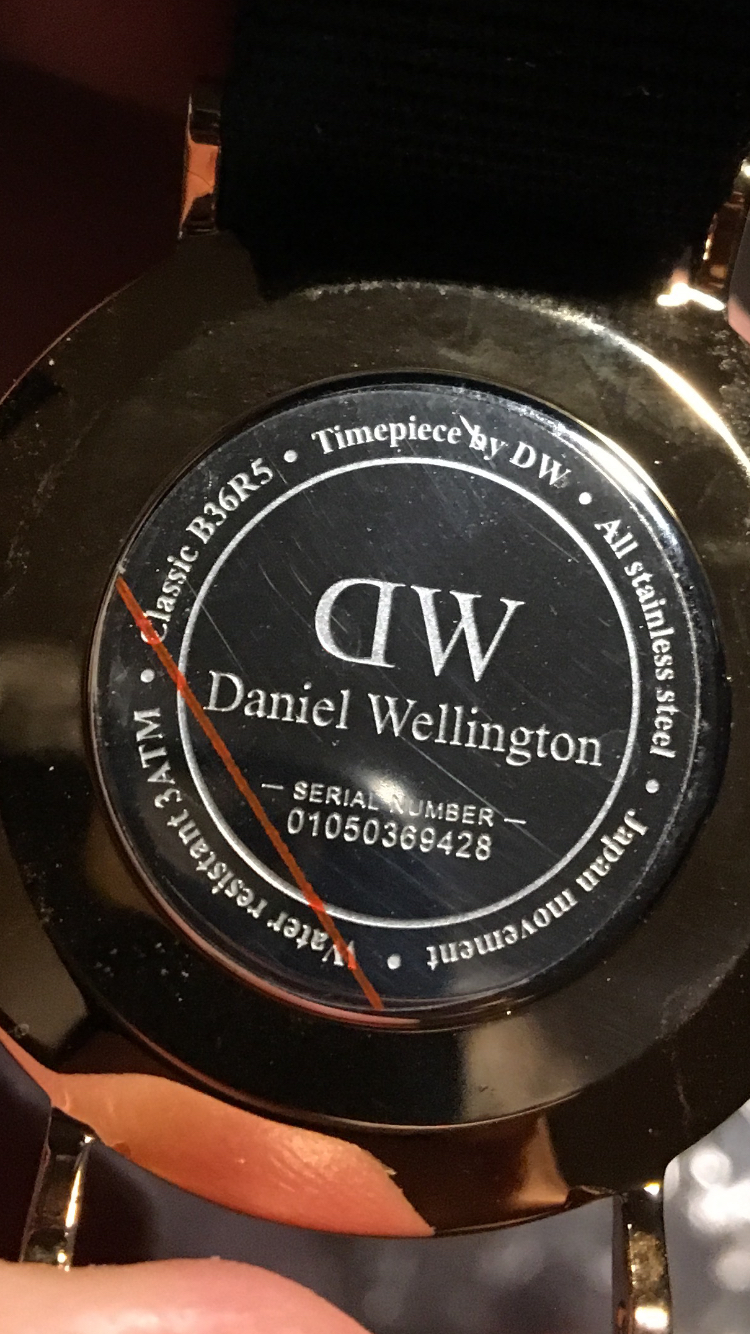 Timepiece by DW • All stainless steel • Japan movement • Water resistant 3ATM • Classic B36R5 •
DW
Daniel Wellington
— SERIAL NUMBER —
01050369428